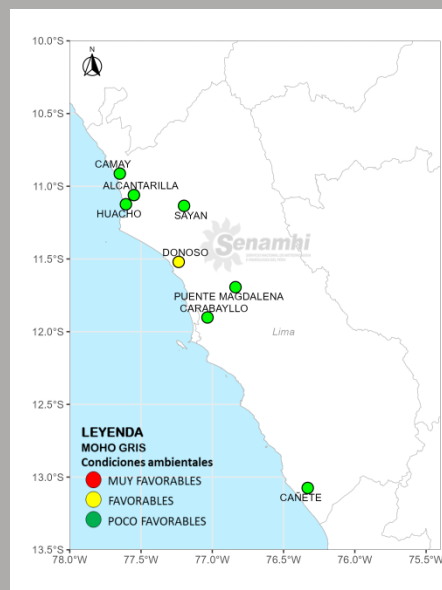 10.0°S
N
10.5°S
CAMAY
11.0°S
ALCANTARILLA
HUACHO
SAYAN
DONOSO
Senamhi
11.5°S
PUENTE MAGDALENA
CARABAYLLO
12.0°S
Lima
12.5°S
LEYENDA
MOHO GRIS
Condiciones ambientales
MUY FAVORABLES
FAVORABLES
POCO FAVORABLES
13.0°S
CAÑETE
13.5°S
78.0°W
77.5°W
77.0°W
76.5°W
76.0°W
75.5°W